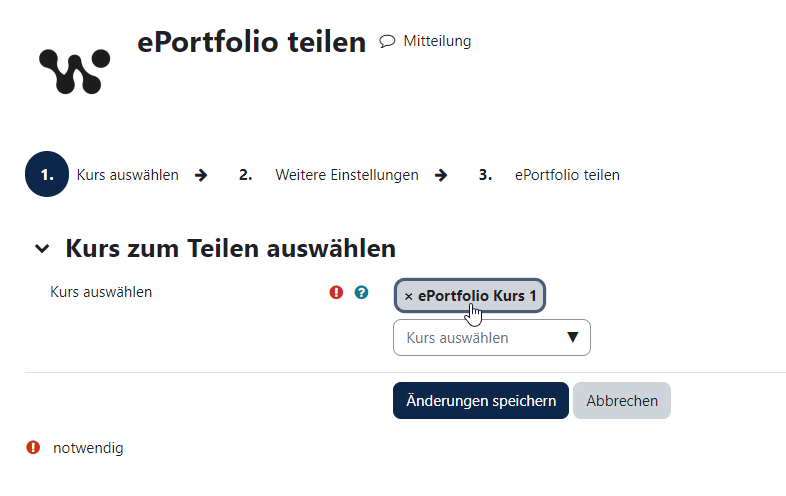 ePortfolio teilen Mitteilung
1. Kurs auswählen 2. Weitere Einstellungen 3. ePortfolio teilen
Kurs zum Teilen auswählen
Kurs auswählen × ePortfolio Kurs 1
Kurs auswählen ▼
Änderungen speichern Abbrechen
notwendig